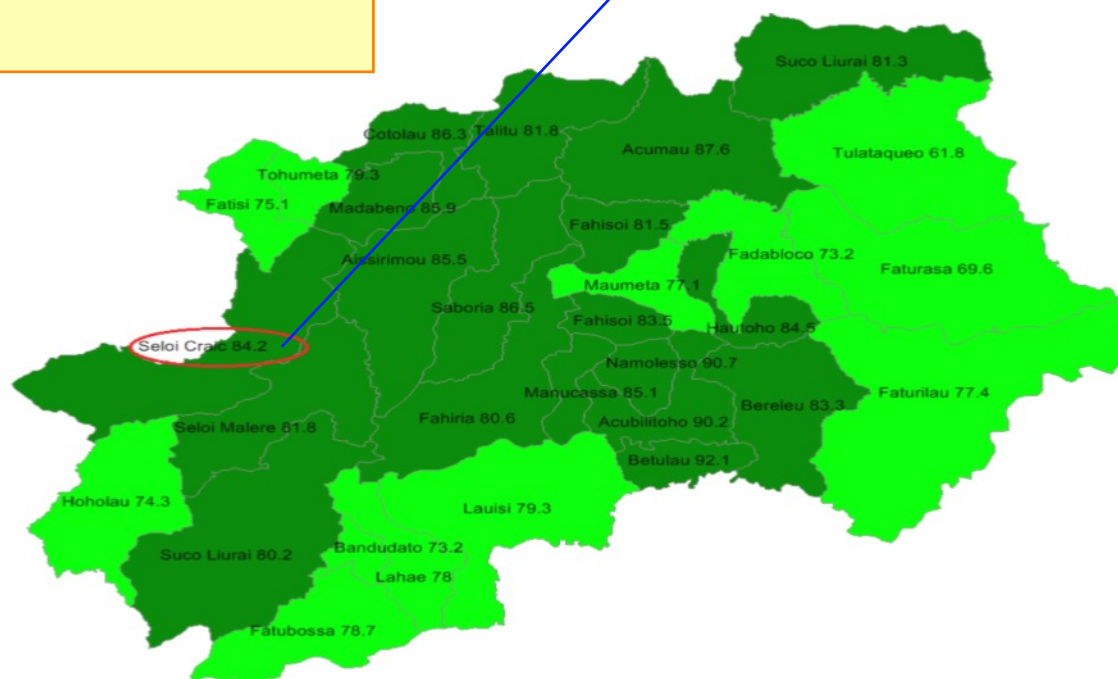 Suco Liurai 81.3
Cotolau 86.3
Talitu 81.8
Acumau 87.6
Tulataqueo 61.8
Tohumeta 79.3
Fatisi 75.1
Madabeno 85.9
Fahisoi 81.5
Fadabloco 73.2
Aissirimou 85.5
Faturasa 69.6
Maumeta 77.1
Saboria 86.5
Fahisoi 83.5
Hautoho 84.5
Seloi Craic 84.2
Namolesso 90.7
Manucassa 85.1
Faturilau 77.4
Bereleu 83.3
Fahiria 80.6
Acubilitoho 90.2
Seloi Malere 81.8
Betulau 92.1
Hoholau 74.3
Lauisi 79.3
Bandudato 73.2
Suco Liurai 80.2
Lahae 78
Fatubossa 78.7